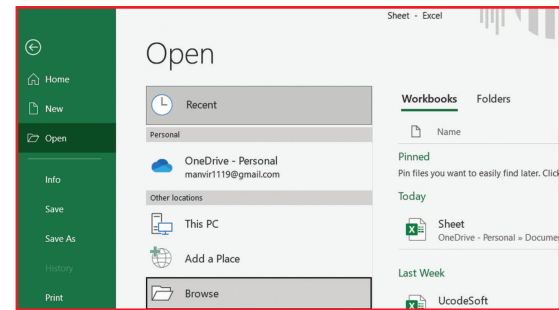 Sheet - Excel
Open
Home
New
Open
Info
Save
Save As
History
Print
Recent
Personal
OneDrive - Personal
manvir1119@gmail.com
Other locations
This PC
Add a Place
Browse
Workbooks Folders
Name
Pinned
Pin files you want to easily find later. Click
Today
Sheet
OneDrive - Personal » Docume
Last Week
UcodeSoft